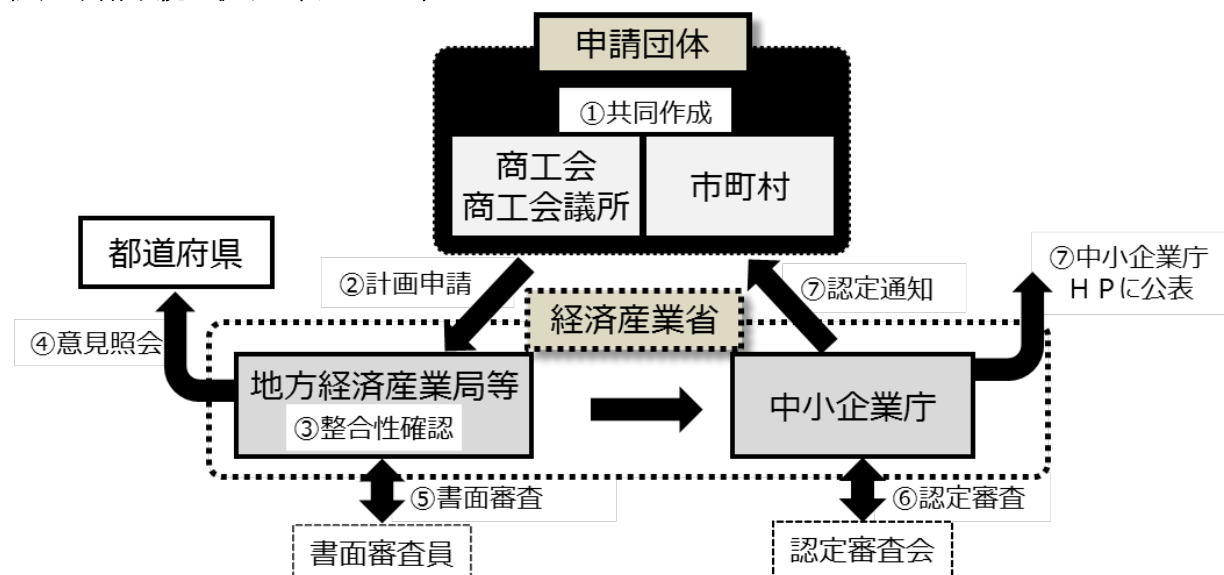 申請団体
①共同作成
商工会
商工会議所
市町村
都道府県
②計画申請
⑦認定通知
⑦中小企業庁
ＨＰに公表
経済産業省
④意見照会
地方経済産業局等
③整合性確認
中小企業庁
⑤書面審査
⑥認定審査
書面審査員
認定審査会